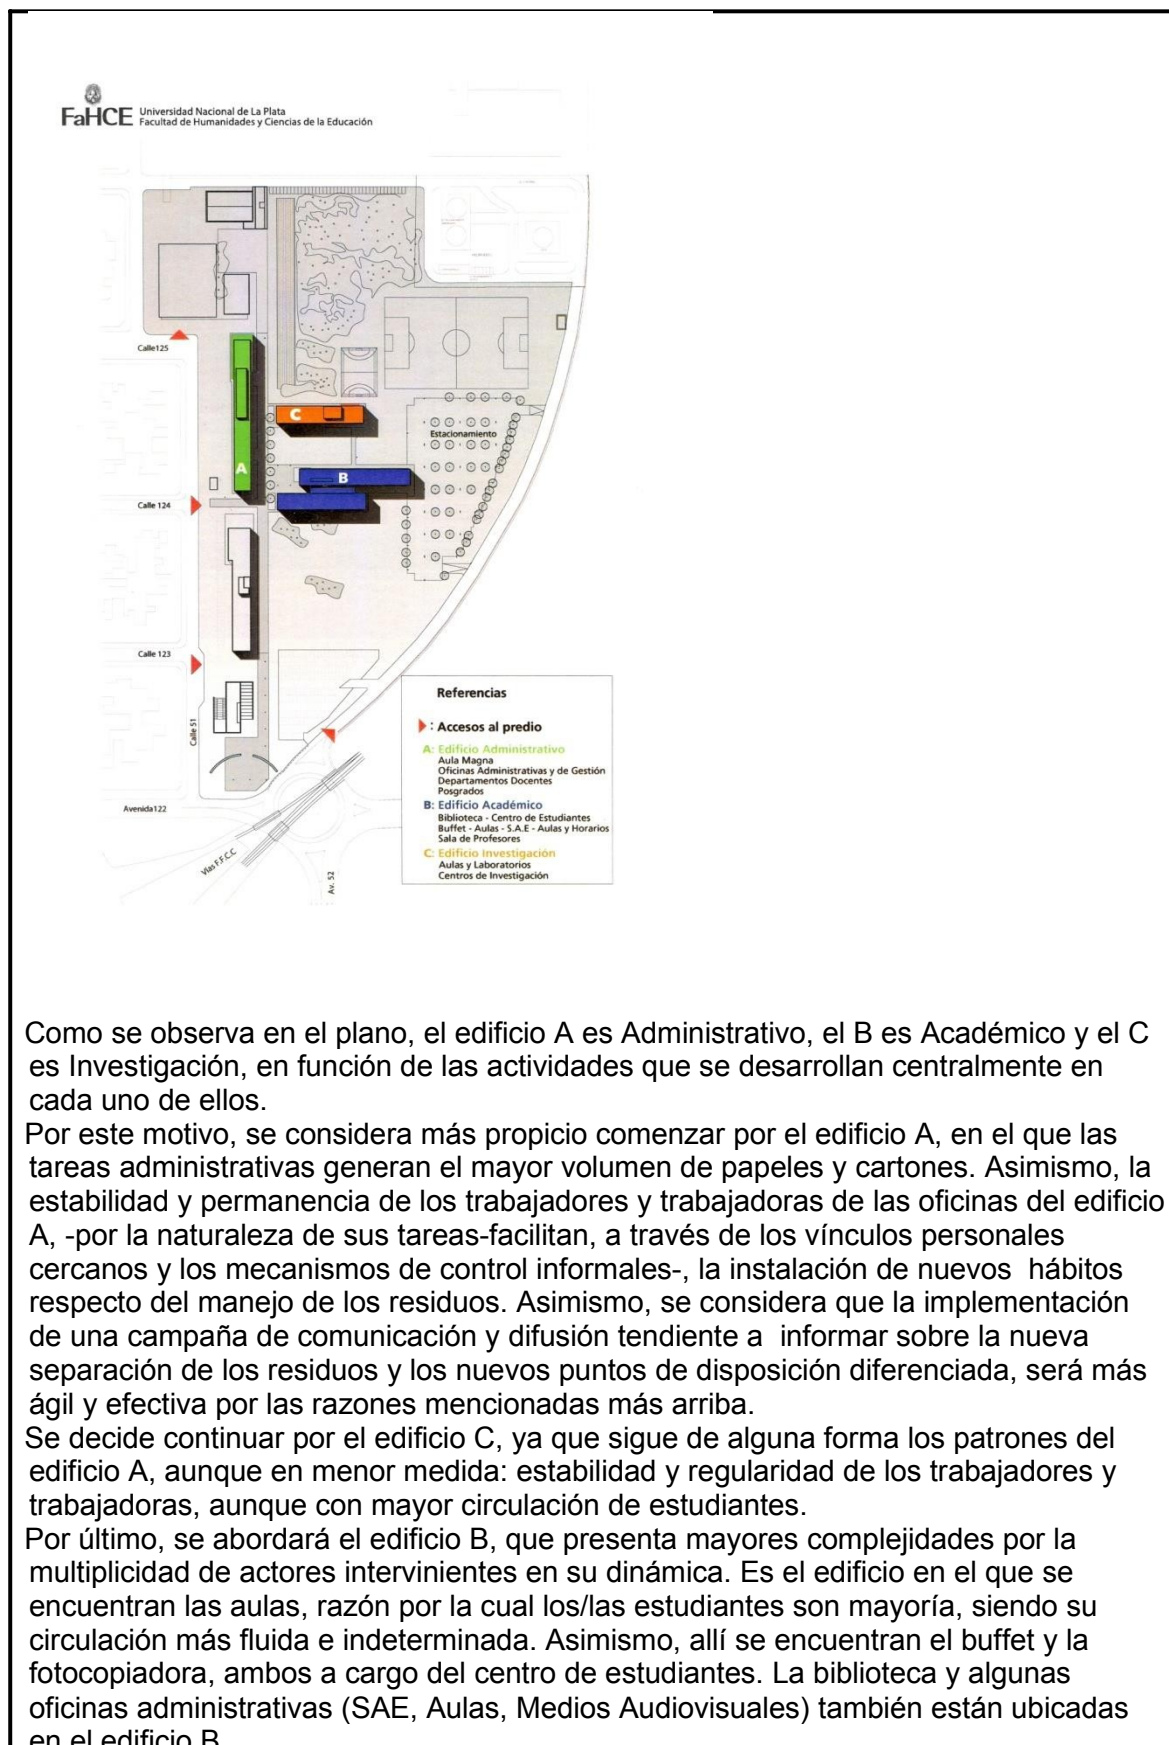 FaHCE
Universidad Nacional de La Plata
Facultad de Humanidades y Ciencias de la Educación
Calle125
C
Estacionamiento
A
B
Calle 124
Calle 123
Calle 51
Avenida122
Vías F.F.C.C
Av. 52
Referencias
: Accesos al predio
A: Edificio Administrativo
Aula Magna
Oficinas Administrativas y de Gestión
Departamentos Docentes
Posgrados
B: Edificio Académico
Biblioteca - Centro de Estudiantes
Buffet - Aulas - S.A.E - Aulas y Horarios
Sala de Profesores
C: Edificio Investigación
Aulas y Laboratorios
Centros de Investigación
Como se observa en el plano, el edificio A es Administrativo, el B es Académico y el C
es Investigación, en función de las actividades que se desarrollan centralmente en
cada uno de ellos.
Por este motivo, se considera más propicio comenzar por el edificio A, en el que las
tareas administrativas generan el mayor volumen de papeles y cartones. Asimismo, la
estabilidad y permanencia de los trabajadores y trabajadoras de las oficinas del edificio
A, -por la naturaleza de sus tareas-facilitan, a través de los vínculos personales
cercanos y los mecanismos de control informales-, la instalación de nuevos hábitos
respecto del manejo de los residuos. Asimismo, se considera que la implementación
de una campaña de comunicación y difusión tendiente a informar sobre la nueva
separación de los residuos y los nuevos puntos de disposición diferenciada, será más
ágil y efectiva por las razones mencionadas más arriba.
Se decide continuar por el edificio C, ya que sigue de alguna forma los patrones del
edificio A, aunque en menor medida: estabilidad y regularidad de los trabajadores y
trabajadoras, aunque con mayor circulación de estudiantes.
Por último, se abordará el edificio B, que presenta mayores complejidades por la
multiplicidad de actores intervinientes en su dinámica. Es el edificio en el que se
encuentran las aulas, razón por la cual los/las estudiantes son mayoría, siendo su
circulación más fluida e indeterminada. Asimismo, allí se encuentran el buffet y la
fotocopiadora, ambos a cargo del centro de estudiantes. La biblioteca y algunas
oficinas administrativas (SAE, Aulas, Medios Audiovisuales) también están ubicadas
en el edificio B